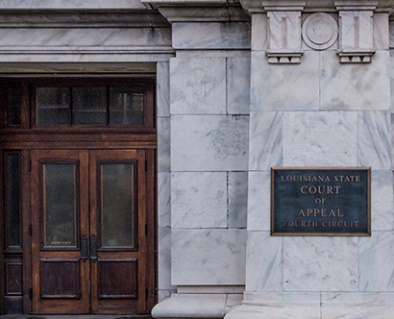 LOUISIANA STATE
COURT
OF
APPEAL
FOURTH CIRCUIT